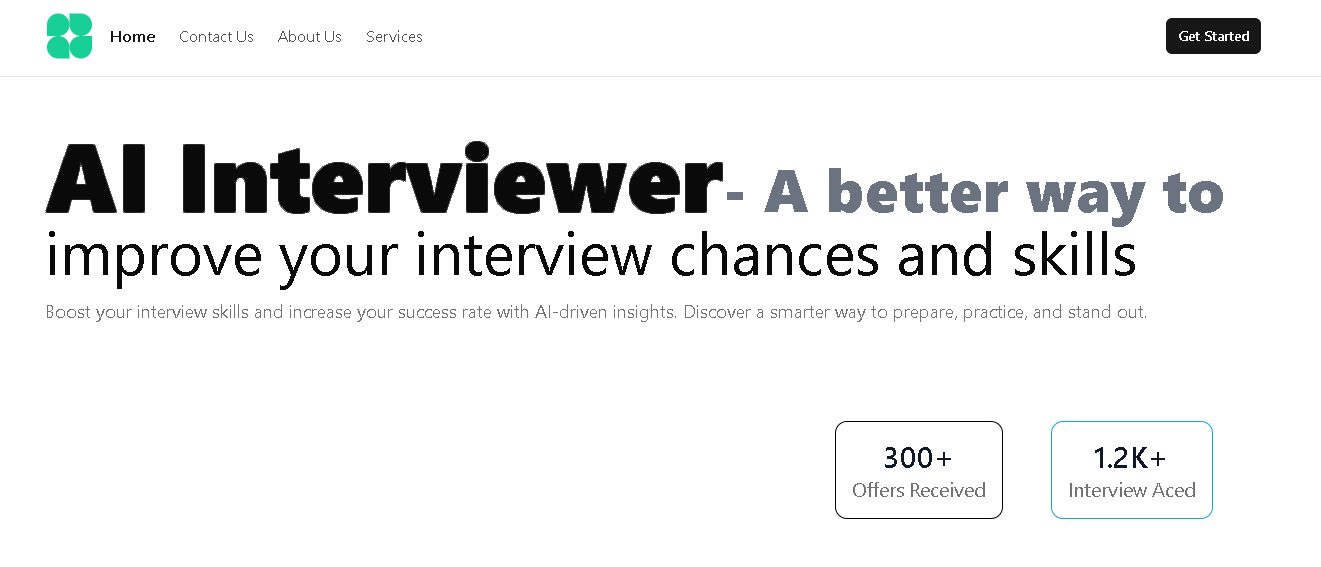 Home Contact Us About Us Services Get Started
AI Interviewer- A better way to
improve your interview chances and skills
Boost your interview skills and increase your success rate with AI-driven insights. Discover a smarter way to prepare, practice, and stand out.
300+ 1.2K+
Offers Received Interview Aced